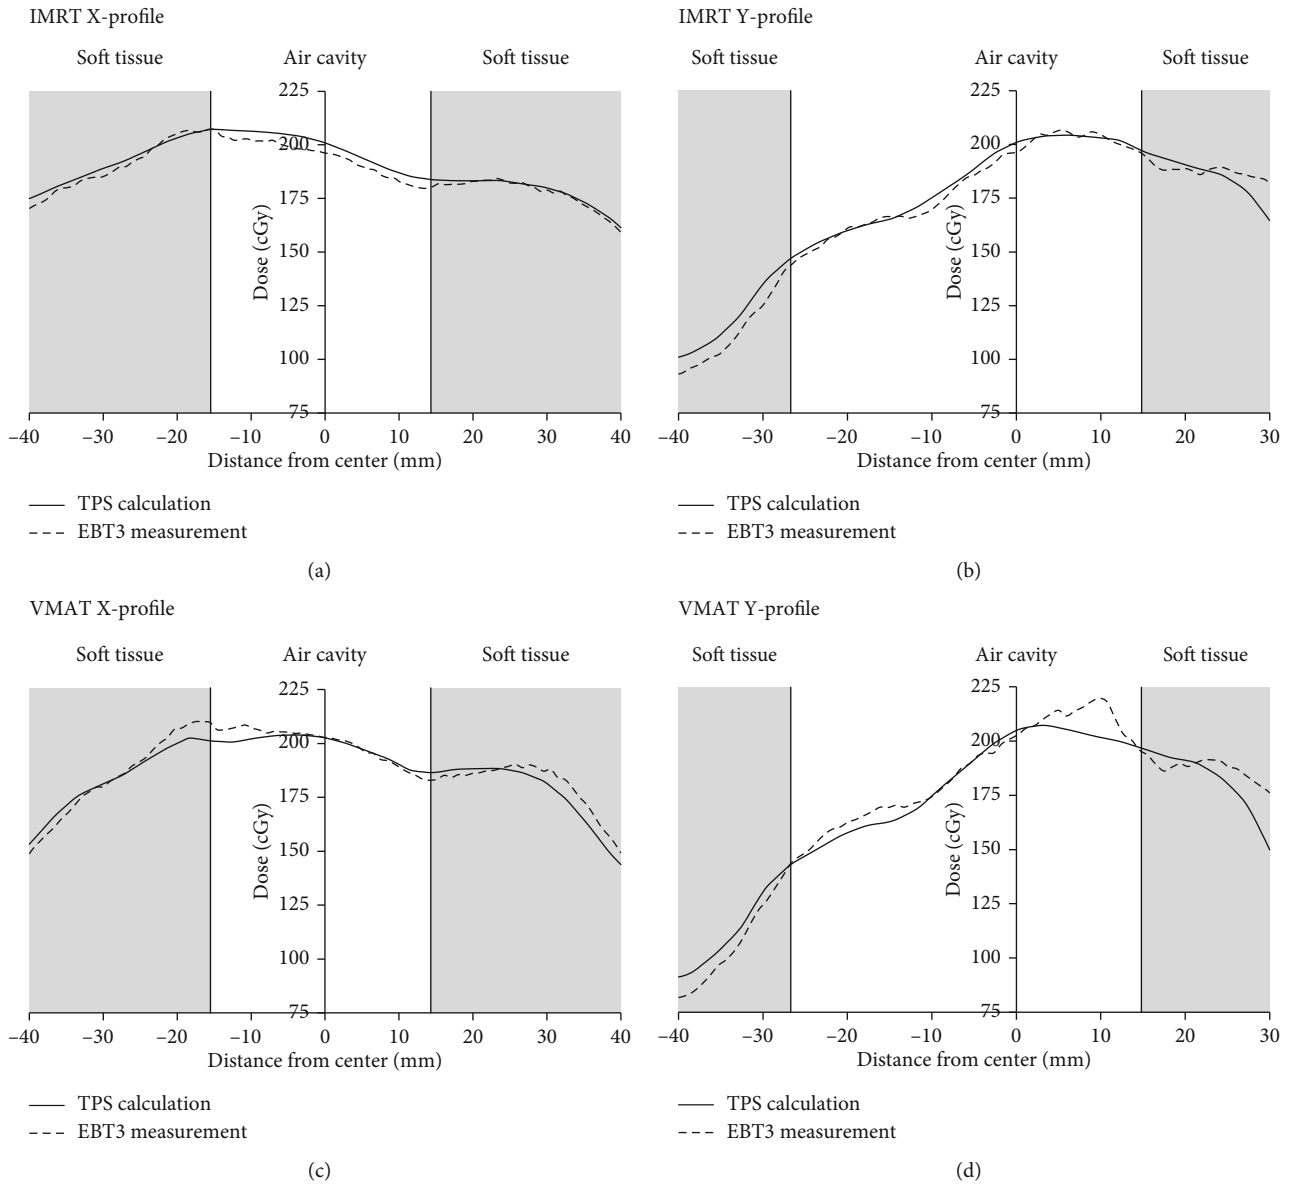 IMRT X-profile
Soft tissue Air cavity Soft tissue
225
200
175
150
125
100
75
Dose (cGy)
–40 –30 –20 –10 0 10 20 30 40
Distance from center (mm)
TPS calculation
EBT3 measurement
(a)
IMRT Y-profile
Soft tissue Air cavity Soft tissue
225
200
175
150
125
100
75
Dose (cGy)
–40 –30 –20 –10 0 10 20 30
Distance from center (mm)
TPS calculation
EBT3 measurement
(b)
VMAT X-profile
Soft tissue Air cavity Soft tissue
225
200
175
150
125
100
75
Dose (cGy)
–40 –30 –20 –10 0 10 20 30 40
Distance from center (mm)
TPS calculation
EBT3 measurement
(c)
VMAT Y-profile
Soft tissue Air cavity Soft tissue
225
200
175
150
125
100
75
Dose (cGy)
–40 –30 –20 –10 0 10 20 30
Distance from center (mm)
TPS calculation
EBT3 measurement
(d)